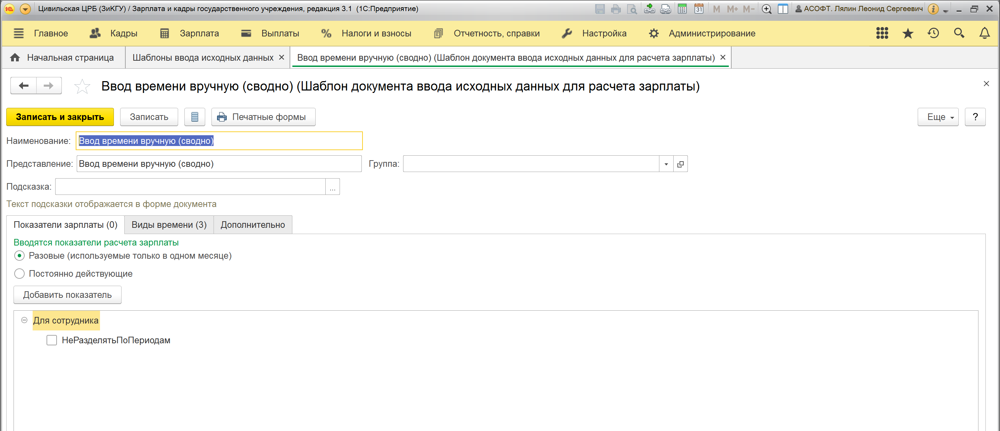 Цивильская ЦРБ (ЗиКГУ) / Зарплата и кадры государственного учреждения, редакция 3.1 (1С:Предприятие)
31 M M+ M- АСОФТ. Лялин Леонид Сергеевич
Главное Кадры Зарплата Выплаты % Налоги и взносы Отчетность, справки Настройка Администрирование
Начальная страница Шаблоны ввода исходных данных Ввод времени вручную (сводно) (Шаблон документа ввода исходных данных для расчета зарплаты)
Ввод времени вручную (сводно) (Шаблон документа ввода исходных данных для расчета зарплаты)
Записать и закрыть Записать Печатные формы Еще ?
Наименование: Ввод времени вручную (сводно)
Представление: Ввод времени вручную (сводно) Группа:
Подсказка: ...
Текст подсказки отображается в форме документа
Показатели зарплаты (0) Виды времени (3) Дополнительно
Вводятся показатели расчета зарплаты
Разовые (используемые только в одном месяце)
Постоянно действующие
Добавить показатель
Для сотрудника
НеРазделятьПоПериодам